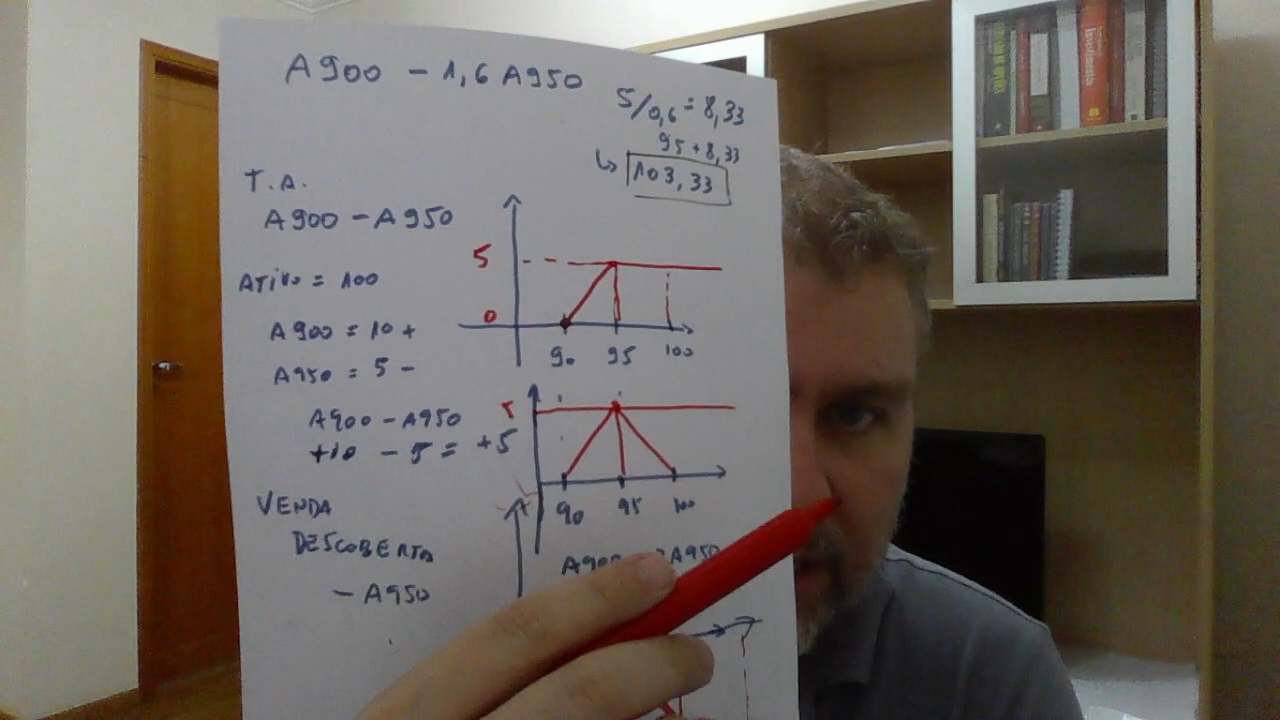 A900 - 1,6 A950
5/0,6 = 8,33
95 + 8,33
↳ 103,33
T.A.
A900 - A950
ATIVO = 100
A900 = 10 +
A950 = 5 -
A900 - A950
+10 - 5 = +5
VENDA
DESCOBERTA
- A950
5
0
90 95 100
5
90 95 100
A950